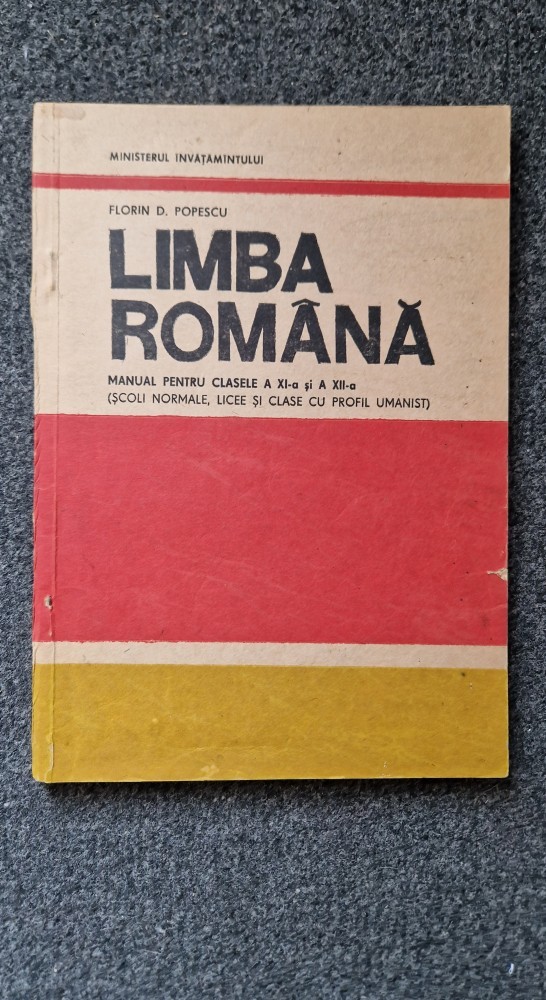 MINISTERUL INVĂȚAMINTULUI
FLORIN D. POPESCU
LIMBA
ROMÂNĂ
MANUAL PENTRU CLASELE A XI-a și A XII-a
(ȘCOLI NORMALE, LICEE ȘI CLASE CU PROFIL UMANIST)